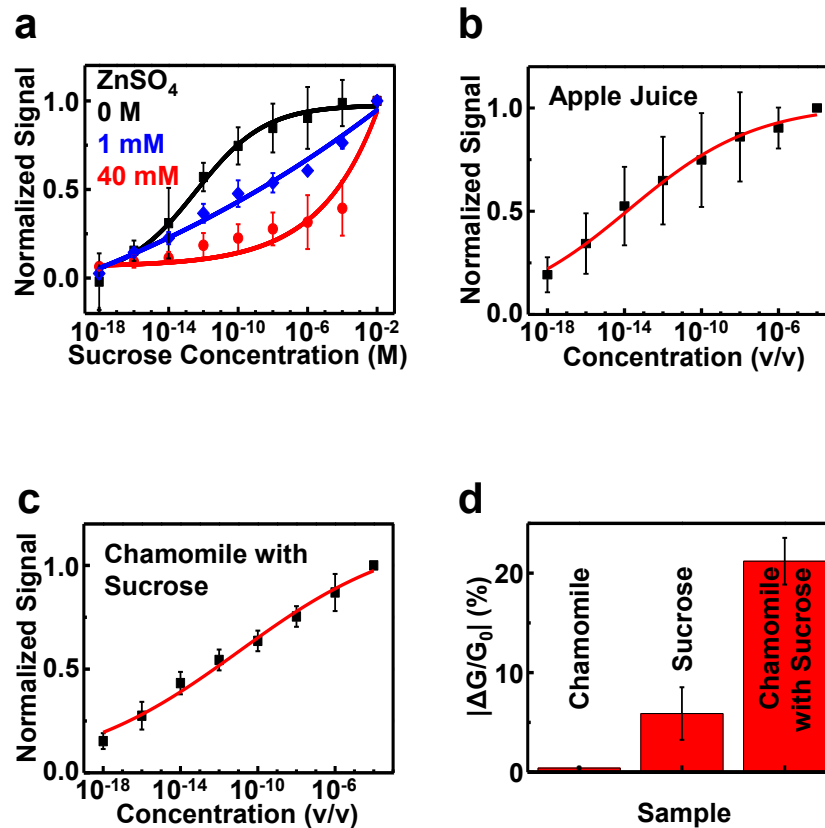 a
ZnSO₄
0 M
1 mM
40 mM
Normalized Signal
1.0
0.5
0.0
10⁻¹⁸ 10⁻¹⁴ 10⁻¹⁰ 10⁻⁶ 10⁻²
Sucrose Concentration (M)
b
Apple Juice
Normalized Signal
1.0
0.5
0.0
10⁻¹⁸ 10⁻¹⁴ 10⁻¹⁰ 10⁻⁶
Concentration (v/v)
c
Chamomile with
Sucrose
Normalized Signal
1.0
0.5
0.0
10⁻¹⁸ 10⁻¹⁴ 10⁻¹⁰ 10⁻⁶
Concentration (v/v)
d
|ΔG/G₀| (%)
20
10
0
Chamomile
Sucrose
Chamomile
with Sucrose
Sample